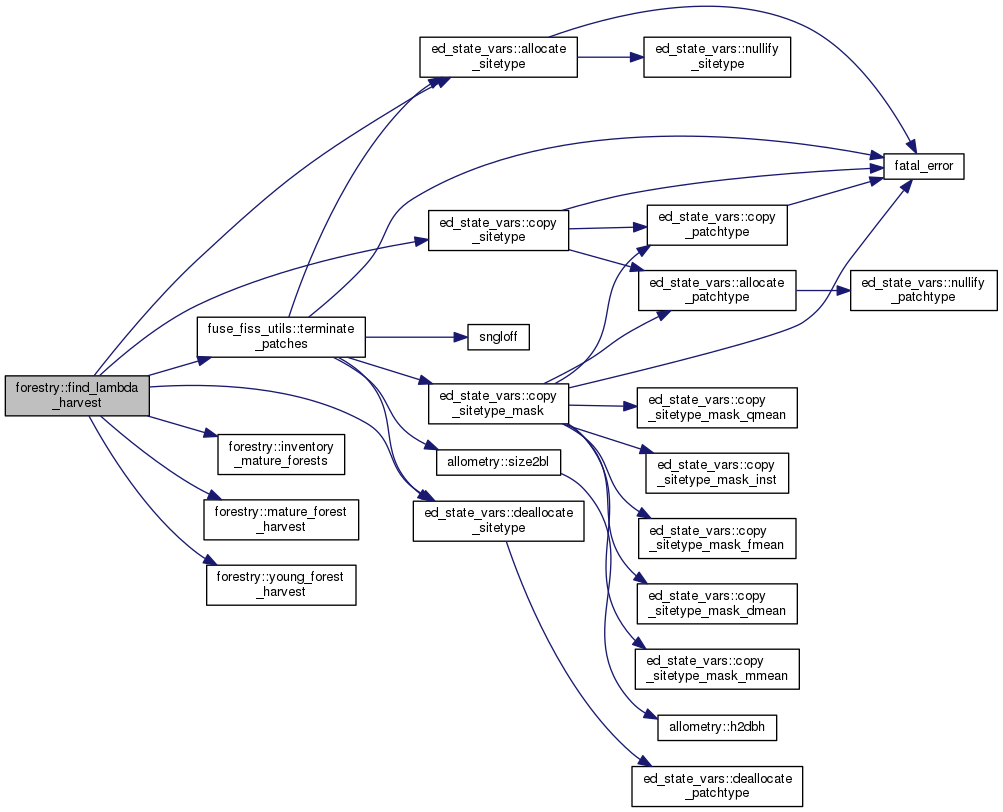 forestry::find_lambda
_harvest
ed_state_vars::allocate
_sitetype
ed_state_vars::copy
_sitetype
fuse_fiss_utils::terminate
_patches
ed_state_vars::deallocate
_sitetype
forestry::inventory
_mature_forests
forestry::mature_forest
_harvest
forestry::young_forest
_harvest
ed_state_vars::nullify
_sitetype
fatal_error
ed_state_vars::copy
_patchtype
ed_state_vars::allocate
_patchtype
ed_state_vars::nullify
_patchtype
sngloff
ed_state_vars::copy
_sitetype_mask
allometry::size2bl
ed_state_vars::copy
_sitetype_mask_qmean
ed_state_vars::copy
_sitetype_mask_inst
ed_state_vars::copy
_sitetype_mask_fmean
ed_state_vars::copy
_sitetype_mask_dmean
ed_state_vars::copy
_sitetype_mask_mmean
allometry::h2dbh
ed_state_vars::deallocate
_patchtype